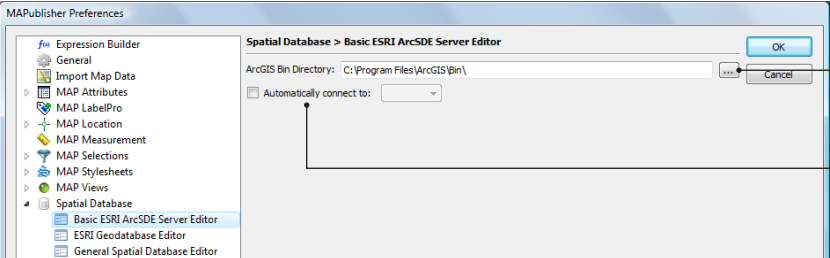 MAPublisher Preferences
Expression Builder
General
Import Map Data
MAP Attributes
MAP LabelPro
MAP Location
MAP Measurement
MAP Selections
MAP Stylesheets
MAP Views
Spatial Database
Basic ESRI ArcSDE Server Editor
ESRI Geodatabase Editor
General Spatial Database Editor
Spatial Database > Basic ESRI ArcSDE Server Editor
ArcGIS Bin Directory: C:\Program Files\ArcGIS\Bin\ ...
Automatically connect to:
OK
Cancel